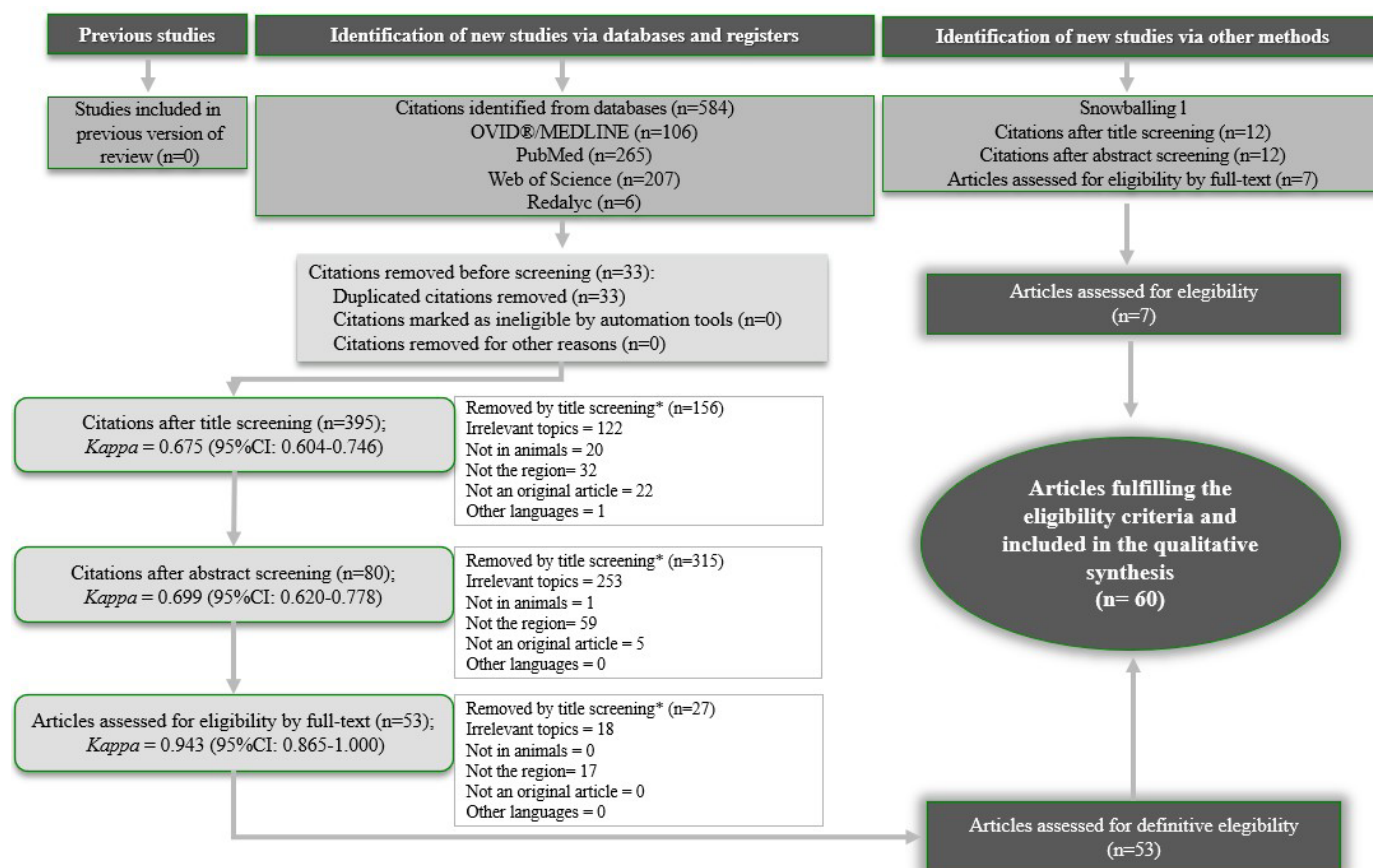 Previous studies
Studies included in
previous version of
review (n=0)
Identification of new studies via databases and registers
Citations identified from databases (n=584)
OVID®/MEDLINE (n=106)
PubMed (n=265)
Web of Science (n=207)
Redalyc (n=6)
Citations removed before screening (n=33):
Duplicated citations removed (n=33)
Citations marked as ineligible by automation tools (n=0)
Citations removed for other reasons (n=0)
Citations after title screening (n=395);
Kappa = 0.675 (95%CI: 0.604-0.746)
Removed by title screening* (n=156)
Irrelevant topics = 122
Not in animals = 20
Not the region= 32
Not an original article = 22
Other languages = 1
Citations after abstract screening (n=80);
Kappa = 0.699 (95%CI: 0.620-0.778)
Removed by title screening* (n=315)
Irrelevant topics = 253
Not in animals = 1
Not the region= 59
Not an original article = 5
Other languages = 0
Articles assessed for eligibility by full-text (n=53);
Kappa = 0.943 (95%CI: 0.865-1.000)
Removed by title screening* (n=27)
Irrelevant topics = 18
Not in animals = 0
Not the region= 17
Not an original article = 0
Other languages = 0
Identification of new studies via other methods
Snowballing 1
Citations after title screening (n=12)
Citations after abstract screening (n=12)
Articles assessed for eligibility by full-text (n=7)
Articles assessed for elegibility
(n=7)
Articles fulfilling the
eligibility criteria and
included in the qualitative
synthesis
(n= 60)
Articles assessed for definitive elegibility
(n=53)